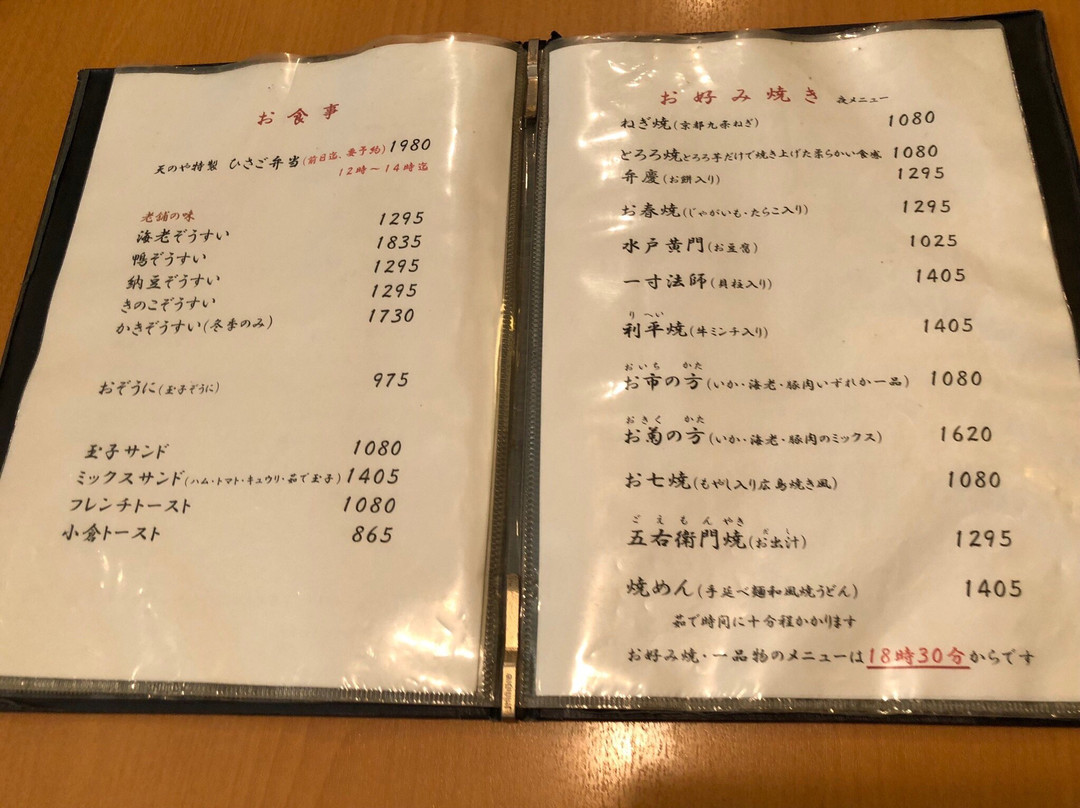 お食事
天のや特製 ひさご弁当(前日迄、要予約) 1980
12時〜14時迄
老舗の味
海老ぞうすい 1295
鴨ぞうすい 1835
納豆ぞうすい 1295
きのこぞうすい 1295
かきぞうすい(冬季のみ) 1730
おぞうに(玉子ぞうに) 975
玉子サンド 1080
ミックスサンド(ハム・トマト・キュウリ・茹で玉子) 1405
フレンチトースト 1080
小倉トースト 865
お好み焼き 夜メニュー
ねぎ焼(京都九条ねぎ) 1080
とろろ焼とろろ芋だけで焼き上げた柔らかい食感 1080
弁慶(お餅入り) 1295
お春焼(じゃがいも・たらこ入り) 1295
水戸黄門(お豆腐) 1025
一寸法師(貝柱入り) 1405
りへい
利平焼(牛ミンチ入り) 1405
おいち かた
お市の方(いか・海老・豚肉いずれか一品) 1080
おきく かた
お菊の方(いか・海老・豚肉のミックス) 1620
お七焼(もやし入り広島焼き風) 1080
ごえもんやき だし
五右衛門焼(お出汁) 1295
焼めん(手延べ麺和風焼うどん) 1405
茹で時間に十分程かかります
お好み焼・一品物のメニューは18時30分からです